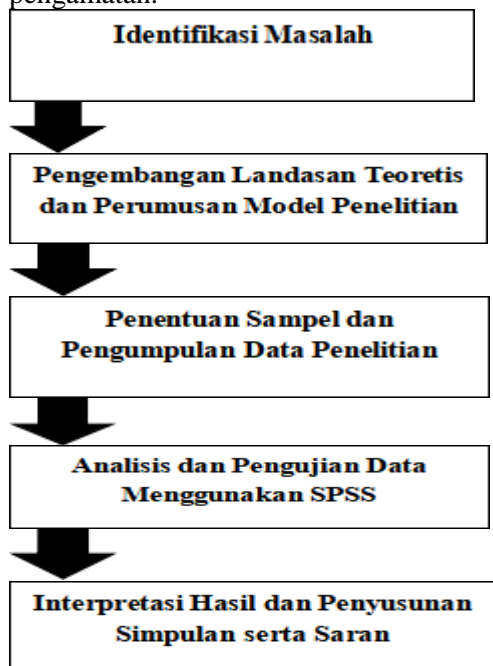 pengamatan.
Identifikasi Masalah
Pengembangan Landasan Teoretis
dan Perumusan Model Penelitian
Penentuan Sampel dan
Pengumpulan Data Penelitian
Analisis dan Pengujian Data
Menggunakan SPSS
Interpretasi Hasil dan Penyusunan
Simpulan serta Saran